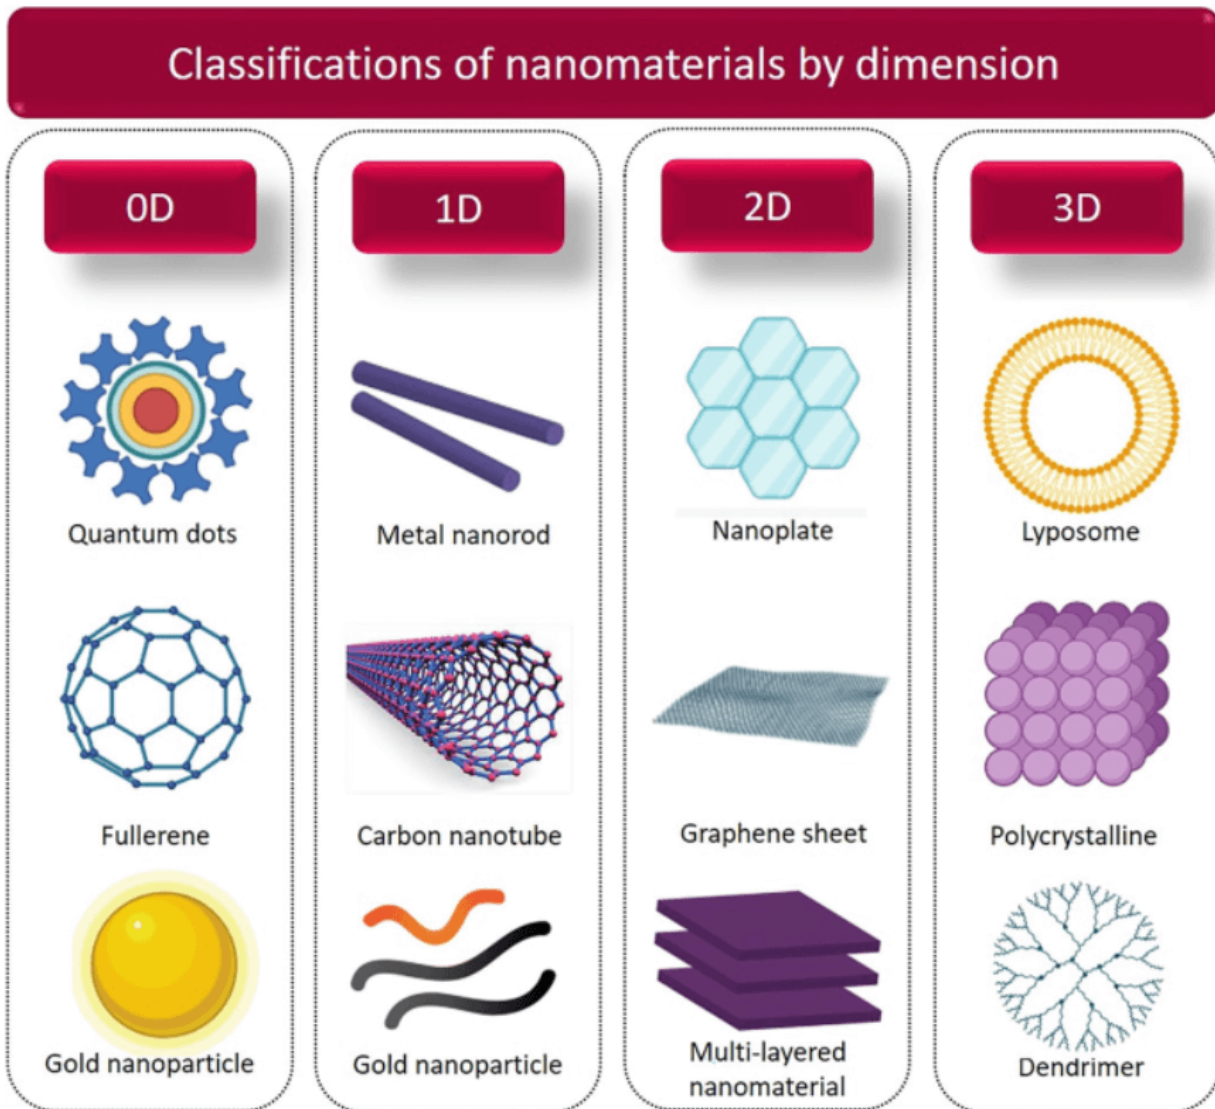 Classifications of nanomaterials by dimension
0D
1D
2D
3D
Quantum dots
Metal nanorod
Nanoplate
Lyposome
Fullerene
Carbon nanotube
Graphene sheet
Polycrystalline
Gold nanoparticle
Gold nanoparticle
Multi-layered
nanomaterial
Dendrimer